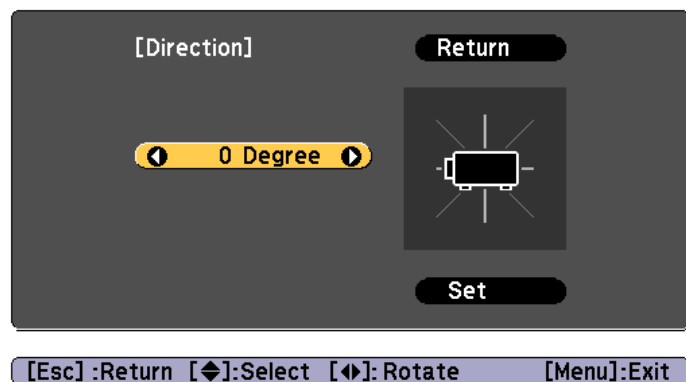 [Direction]
Return
0 Degree
Set
[Esc] :Return [◆]:Select [◆]: Rotate [Menu]:Exit